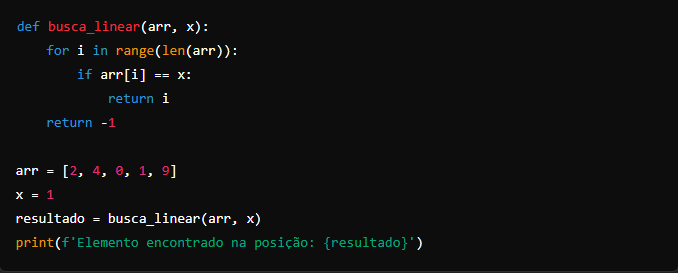 def busca_linear(arr, x):
    for i in range(len(arr)):
        if arr[i] == x:
            return i
    return -1

arr = [2, 4, 0, 1, 9]
x = 1
resultado = busca_linear(arr, x)
print(f'Elemento encontrado na posição: {resultado}')